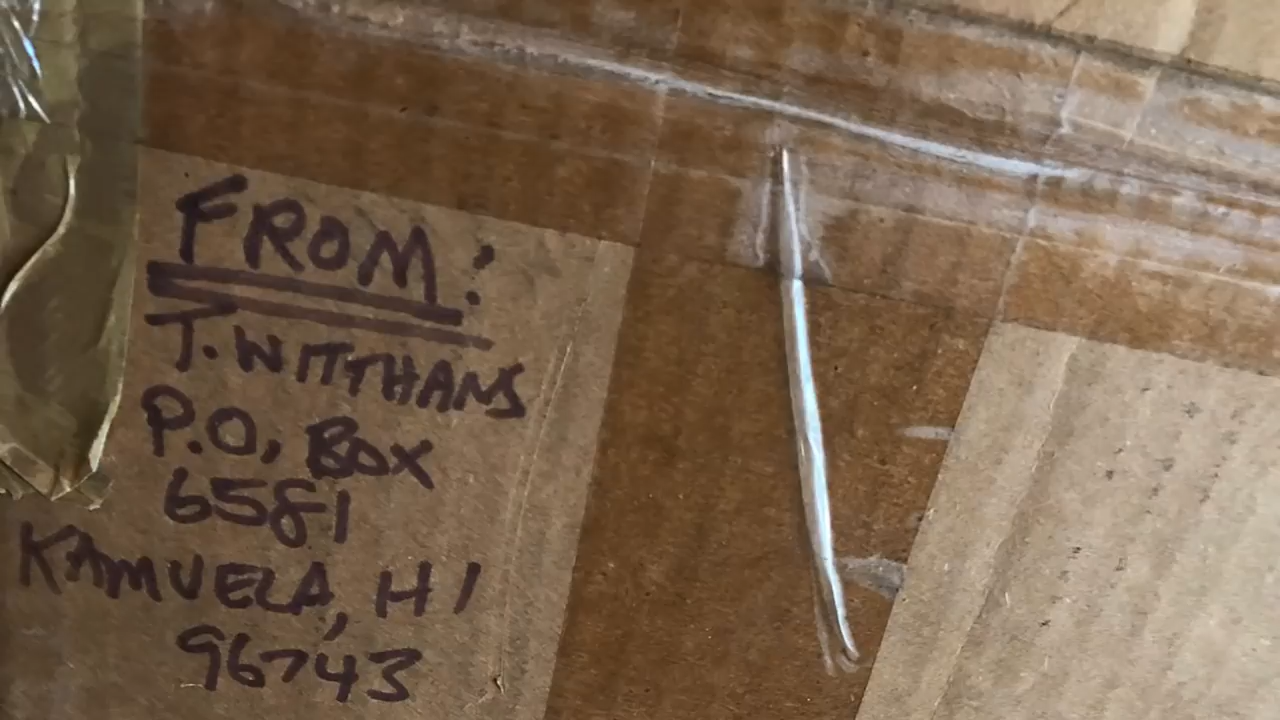 FROM:
T. WITTHANS
P.O. BOX
6581
KAMUELA, HI
96743